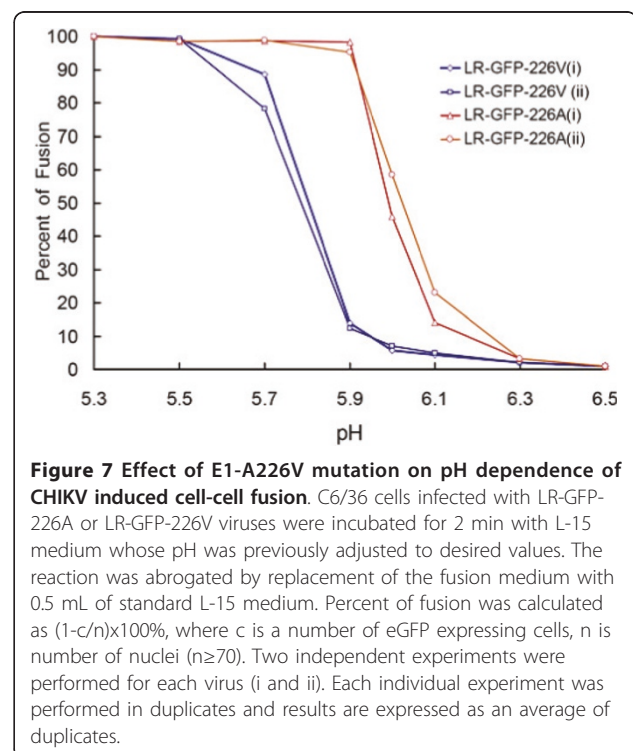 100
90
80
70
60
50
40
30
20
10
0
Percent of Fusion
LR-GFP-226V(i)
LR-GFP-226V (ii)
LR-GFP-226A(i)
LR-GFP-226A(ii)
5.3 5.5 5.7 5.9 6.1 6.3 6.5
pH
Figure 7 Effect of E1-A226V mutation on pH dependence of
CHIKV induced cell-cell fusion. C6/36 cells infected with LR-GFP-
226A or LR-GFP-226V viruses were incubated for 2 min with L-15
medium whose pH was previously adjusted to desired values. The
reaction was abrogated by replacement of the fusion medium with
0.5 mL of standard L-15 medium. Percent of fusion was calculated
as (1-c/n)x100%, where c is a number of eGFP expressing cells, n is
number of nuclei (n≥70). Two independent experiments were
performed for each virus (i and ii). Each individual experiment was
performed in duplicates and results are expressed as an average of
duplicates.